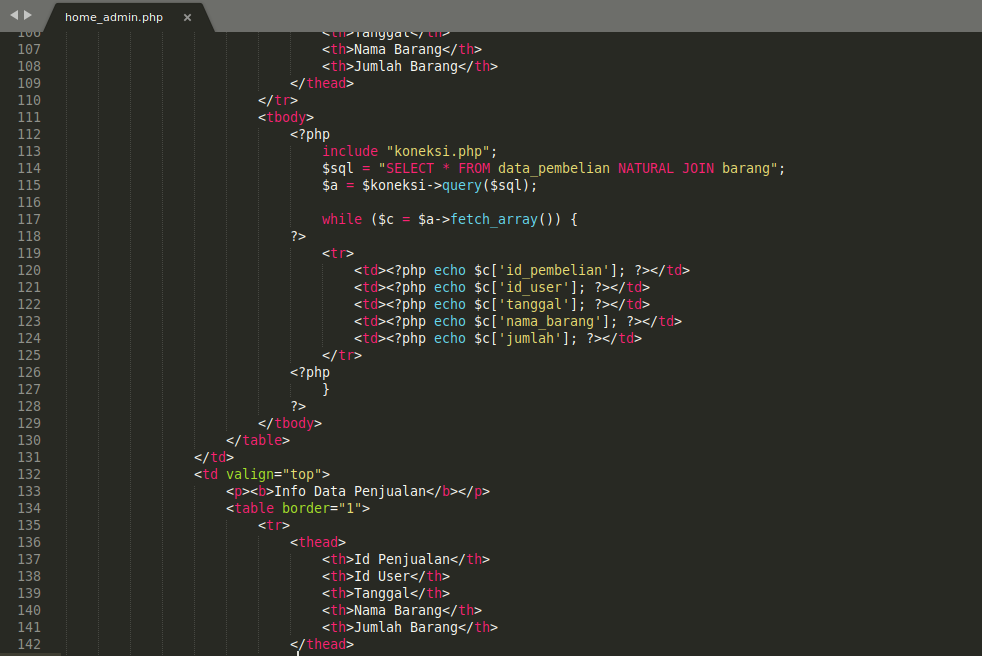 home_admin.php ×
106 <th>Tanggal</th>
107 <th>Nama Barang</th>
108 <th>Jumlah Barang</th>
109 </thead>
110 </tr>
111 <tbody>
112 <?php
113 include "koneksi.php";
114 $sql = "SELECT * FROM data_pembelian NATURAL JOIN barang";
115 $a = $koneksi->query($sql);
116
117 while ($c = $a->fetch_array()) {
118 ?>
119 <tr>
120 <td><?php echo $c['id_pembelian']; ?></td>
121 <td><?php echo $c['id_user']; ?></td>
122 <td><?php echo $c['tanggal']; ?></td>
123 <td><?php echo $c['nama_barang']; ?></td>
124 <td><?php echo $c['jumlah']; ?></td>
125 </tr>
126 <?php
127 }
128 ?>
129 </tbody>
130 </table>
131 </td>
132 <td valign="top">
133 <p><b>Info Data Penjualan</b></p>
134 <table border="1">
135 <tr>
136 <thead>
137 <th>Id Penjualan</th>
138 <th>Id User</th>
139 <th>Tanggal</th>
140 <th>Nama Barang</th>
141 <th>Jumlah Barang</th>
142 </thead>